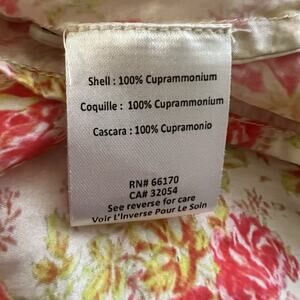 Shell : 100% Cuprammonium
Coquille : 100% Cuprammonium
Cascara : 100% Cupramonio
RN# 66170
CA# 32054
See reverse for care
Voir L'Inverse Pour Le Soin